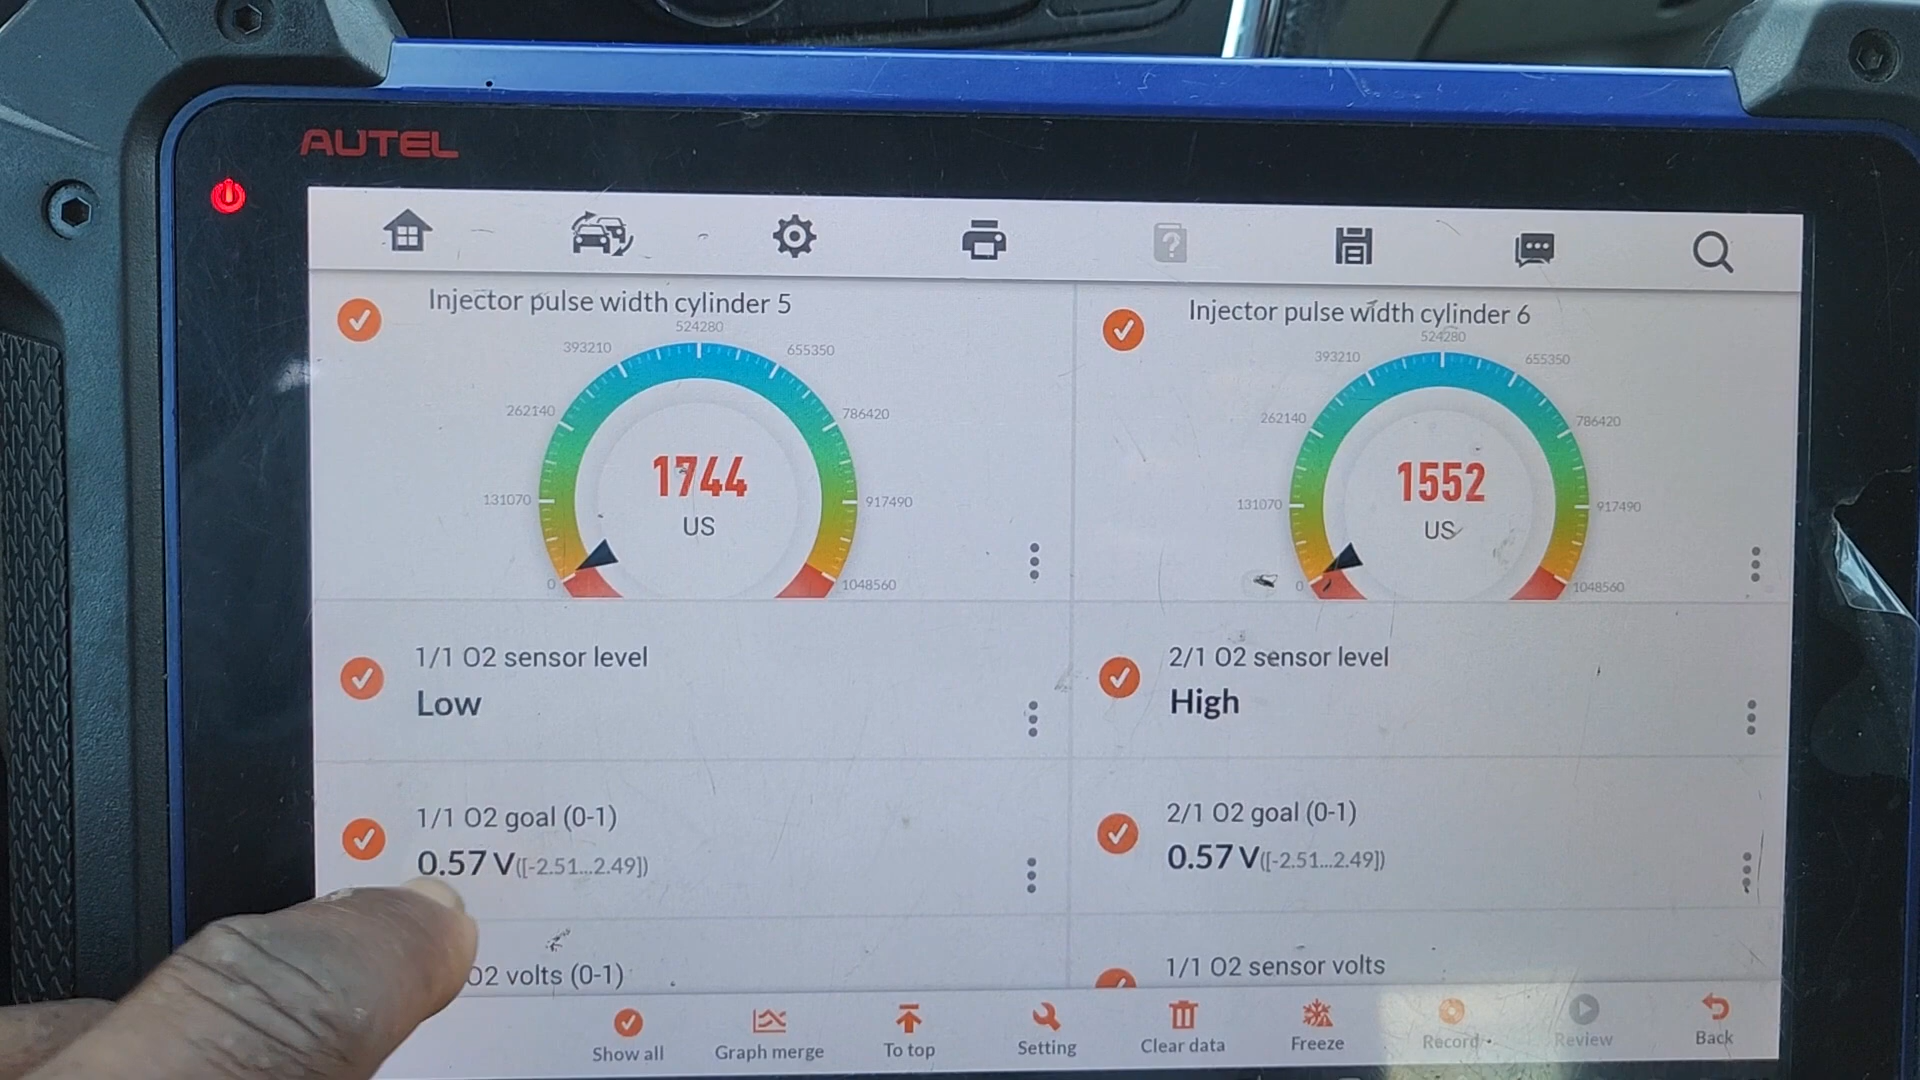 AUTEL
Injector pulse width cylinder 5
524280
393210
655350
262140
786420
1744
131070
917490
US
0
1048560
Injector pulse width cylinder 6
524280
393210
655350
262140
786420
1552
131070
917490
US
0
1048560
1/1 O2 sensor level
Low
2/1 O2 sensor level
High
1/1 O2 goal (0-1)
0.57 V([-2.51...2.49])
2/1 O2 goal (0-1)
0.57 V([-2.51...2.49])
O2 volts (0-1)
1/1 O2 sensor volts
Show all
Graph merge
To top
Setting
Clear data
Freeze
Record
Review
Back